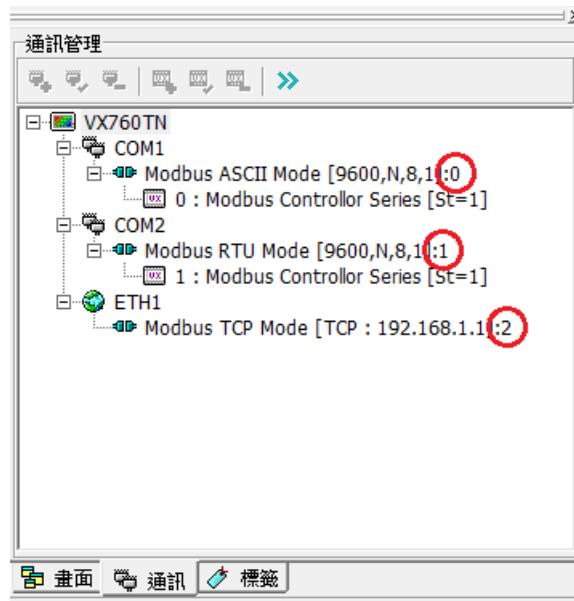 通訊管理
VX760TN
COM1
Modbus ASCII Mode [9600,N,8,1]:0
0 : Modbus Controllor Series [St=1]
COM2
Modbus RTU Mode [9600,N,8,1]:1
1 : Modbus Controllor Series [St=1]
ETH1
Modbus TCP Mode [TCP : 192.168.1.1]:2
畫面 通訊 標籤